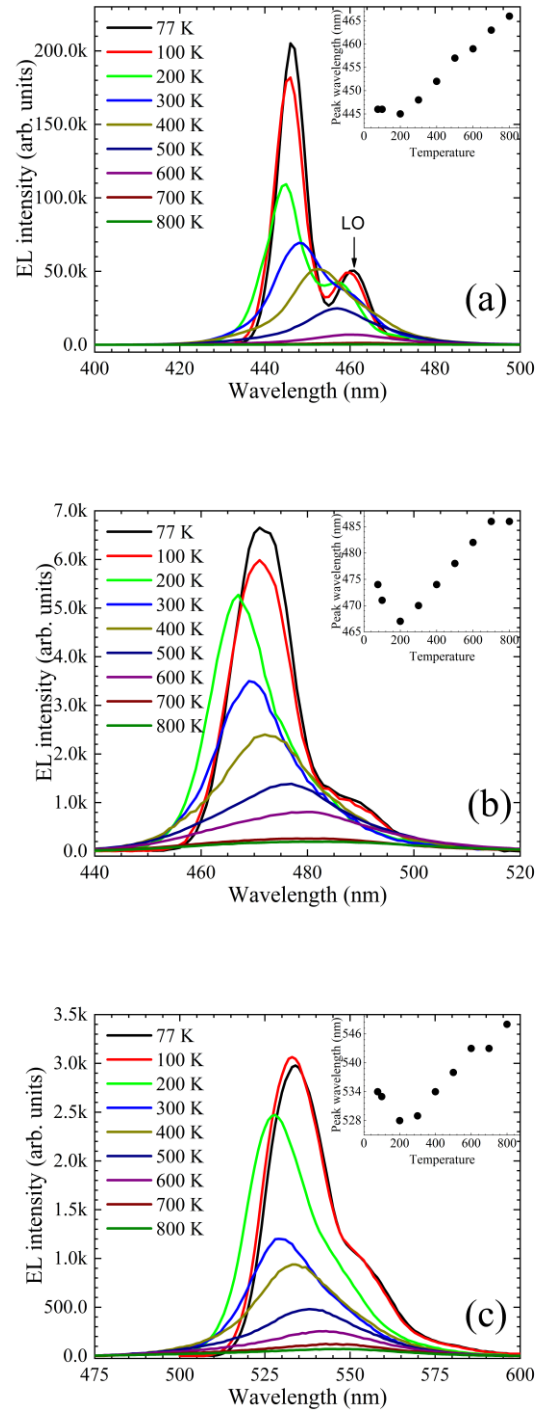 EL intensity (arb. units)
200.0k
150.0k
100.0k
50.0k
0.0
77 K
100 K
200 K
300 K
400 K
500 K
600 K
700 K
800 K
LO
(a)
400 420 440 460 480 500
Wavelength (nm)
Peak wavelength (nm)
465
460
455
450
445
0 200 400 600 800
Temperature
EL intensity (arb. units)
7.0k
6.0k
5.0k
4.0k
3.0k
2.0k
1.0k
0.0
77 K
100 K
200 K
300 K
400 K
500 K
600 K
700 K
800 K
(b)
440 460 480 500 520
Wavelength (nm)
Peak wavelength (nm)
485
480
475
470
465
0 200 400 600 800
Temperature
EL intensity (arb. units)
3.5k
3.0k
2.5k
2.0k
1.5k
1.0k
500.0
0.0
77 K
100 K
200 K
300 K
400 K
500 K
600 K
700 K
800 K
(c)
475 500 525 550 575 600
Wavelength (nm)
Peak wavelength (nm)
546
540
534
528
0 200 400 600 800
Temperature